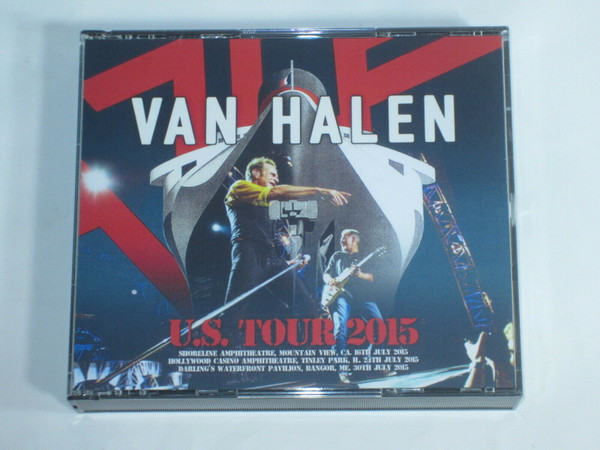 VAN HALEN
U.S. TOUR 2015
SHORELINE AMPHITHEATRE, MOUNTAIN VIEW, CA. 16TH JULY 2015
HOLLYWOOD CASINO AMPHITHEATRE, TINLEY PARK, IL. 24TH JULY 2015
DARLING'S WATERFRONT PAVILION, BANGOR, ME. 30TH JULY 2015